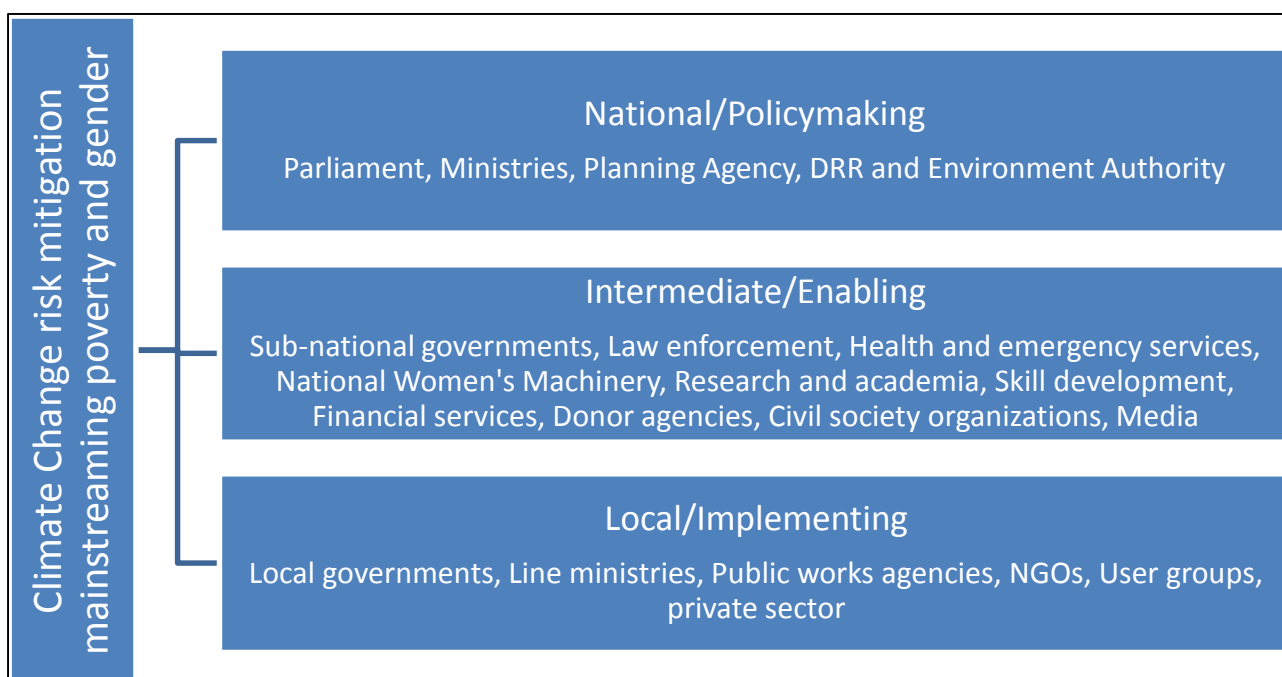 Climate Change risk mitigation
mainstreaming poverty and gender
National/Policymaking
Parliament, Ministries, Planning Agency, DRR and Environment Authority
Intermediate/Enabling
Sub-national governments, Law enforcement, Health and emergency services,
National Women's Machinery, Research and academia, Skill development,
Financial services, Donor agencies, Civil society organizations, Media
Local/Implementing
Local governments, Line ministries, Public works agencies, NGOs, User groups,
private sector